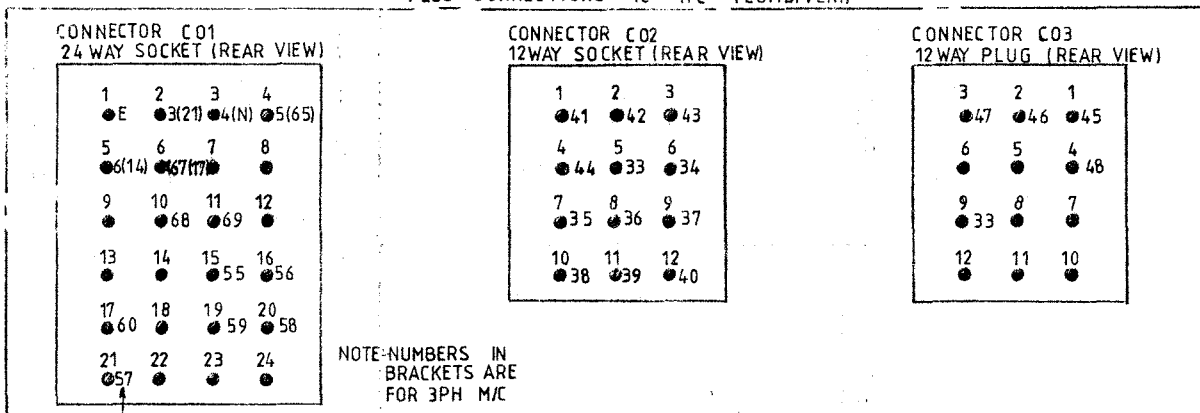 CONNECTOR C01
24 WAY SOCKET (REAR VIEW)
1 2 3 4
E 3(21) 4(N) 5(65)
5 6 7 8
6(14) 67(17)
9 10 11 12
68 69
13 14 15 16
55 56
17 18 19 20
60 59 58
21 22 23 24
57
NOTE:-NUMBERS IN
BRACKETS ARE
FOR 3PH M/C
CONNECTOR C02
12WAY SOCKET (REAR VIEW)
1 2 3
41 42 43
4 5 6
44 33 34
7 8 9
35 36 37
10 11 12
38 39 40
CONNECTOR C03
12WAY PLUG (REAR VIEW)
3 2 1
47 46 45
6 5 4
48
9 8 7
33
12 11 10